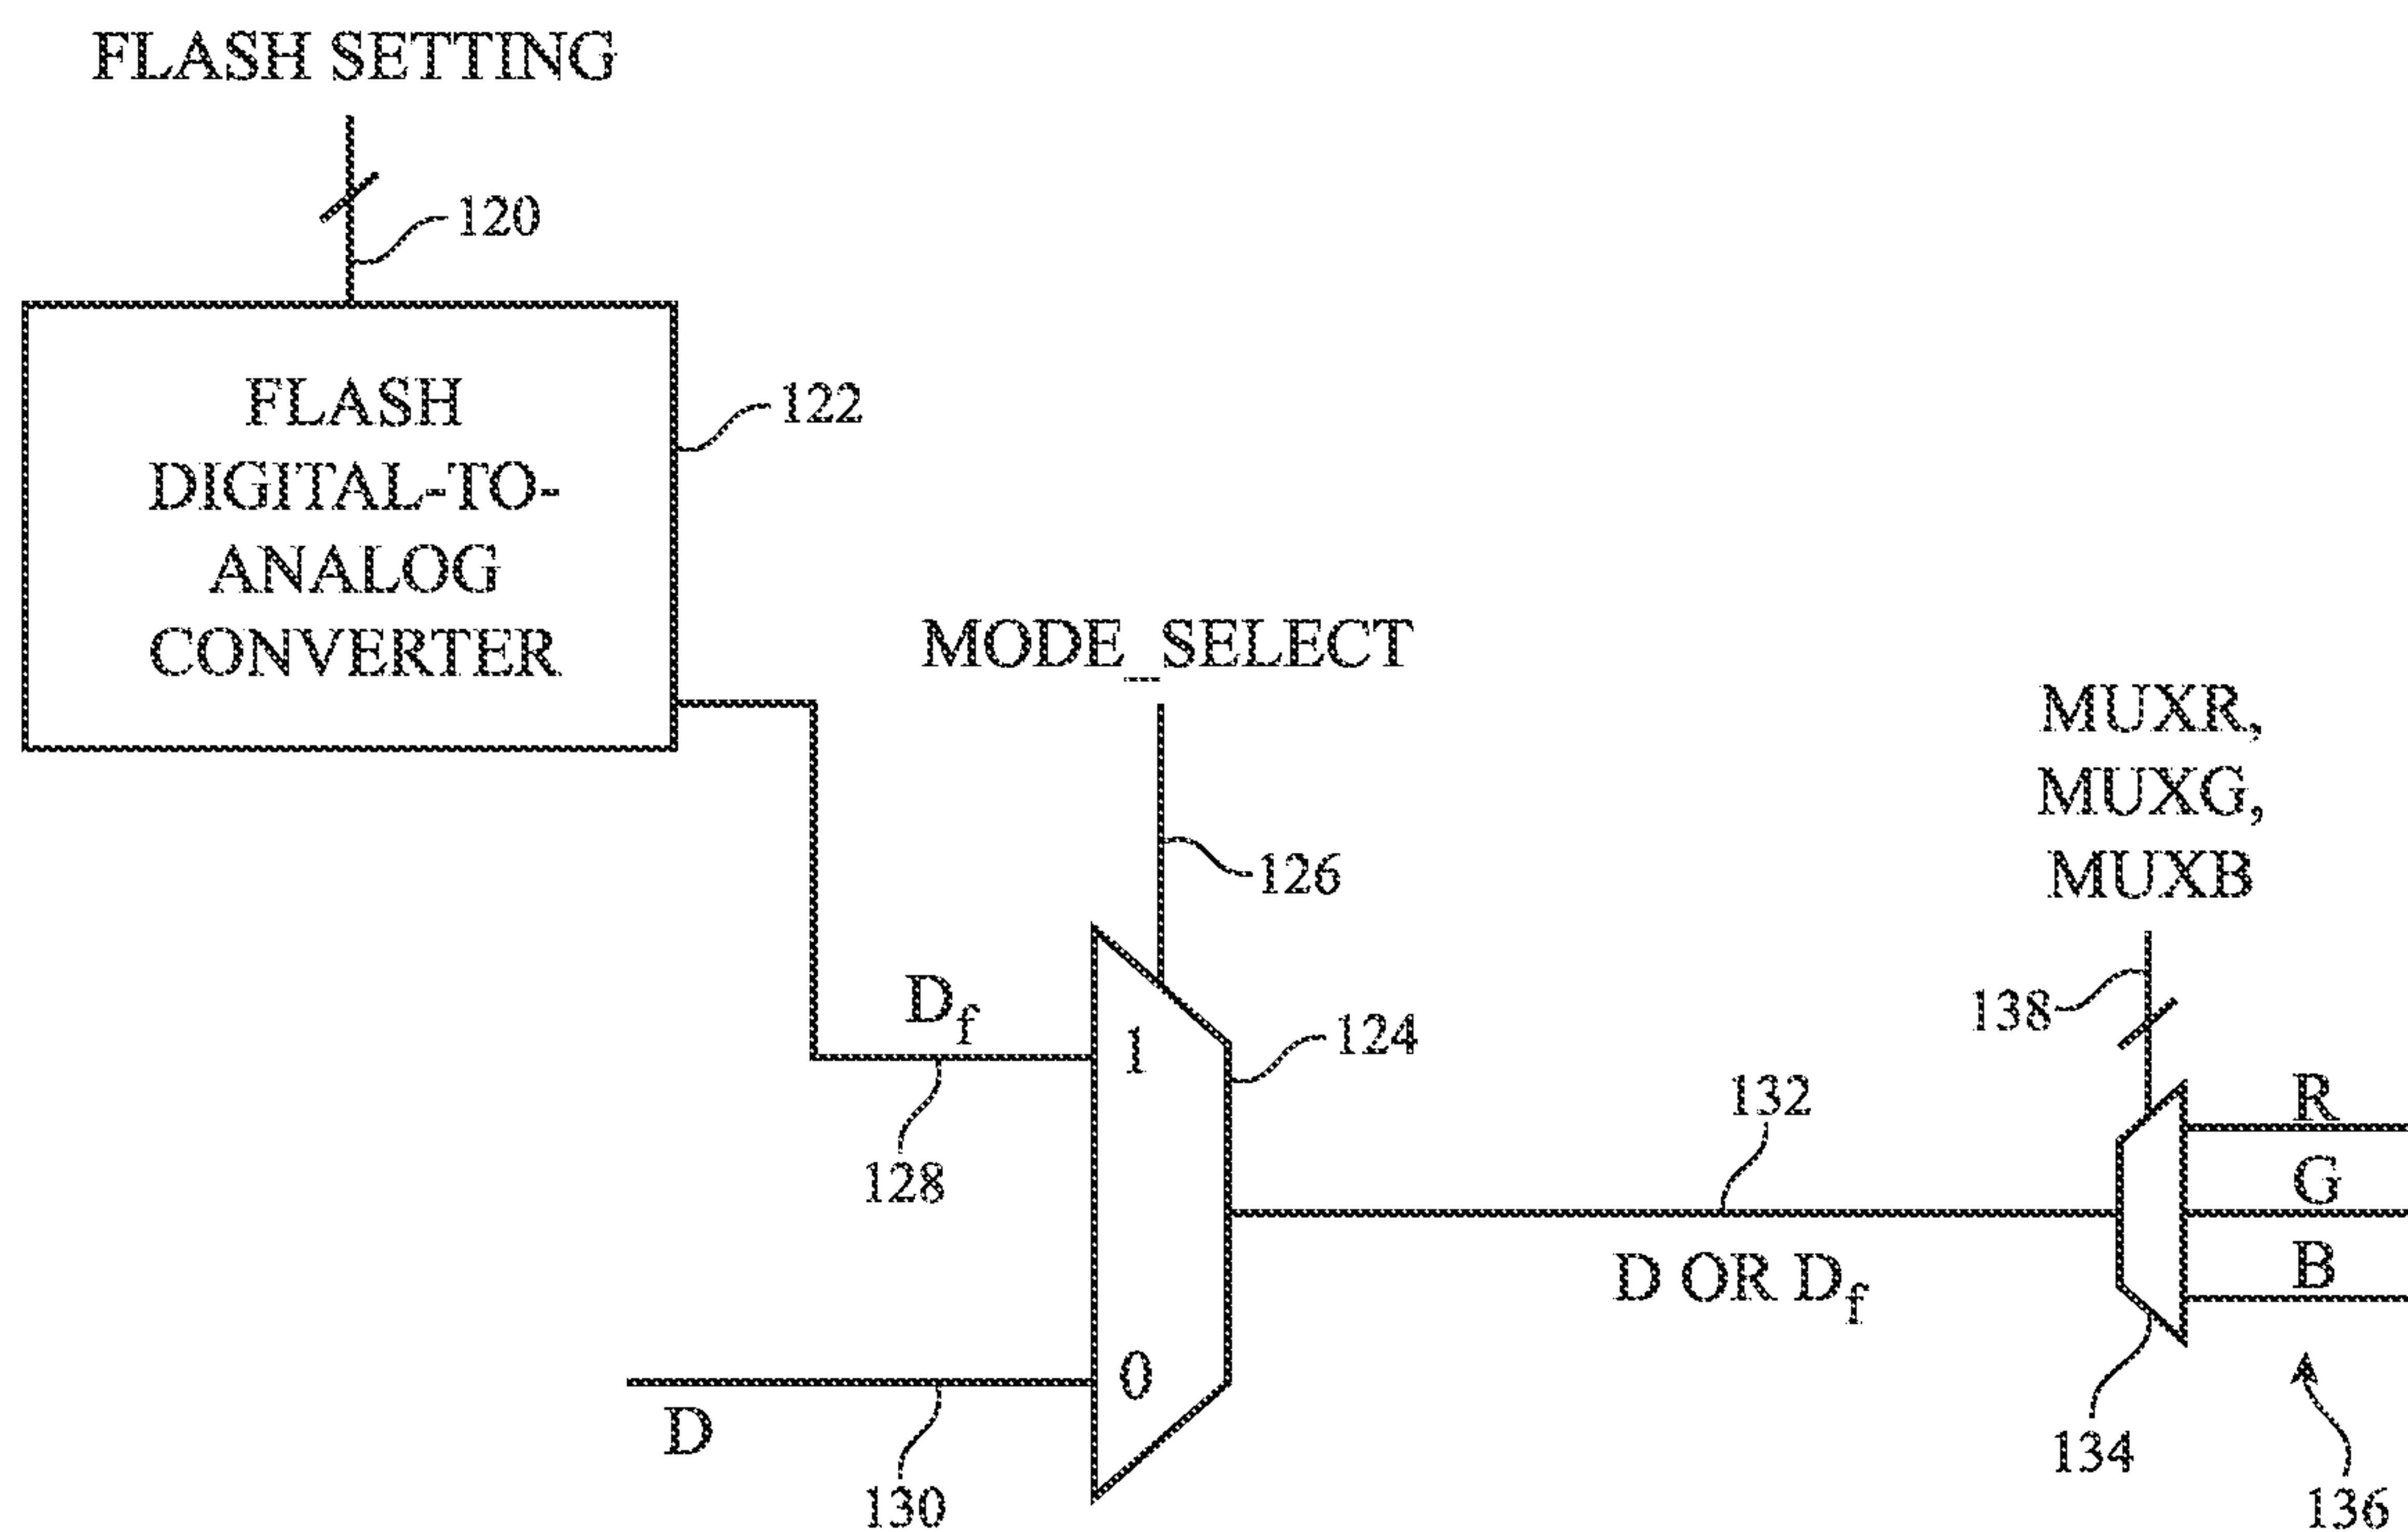 FLASH SETTING
120
FLASH
DIGITAL-TO-
ANALOG
CONVERTER
122
MODE_SELECT
126
MUXR,
MUXG,
MUXB
138
Df
128
1
124
132
D OR Df
R
G
B
0
D
130
134
136